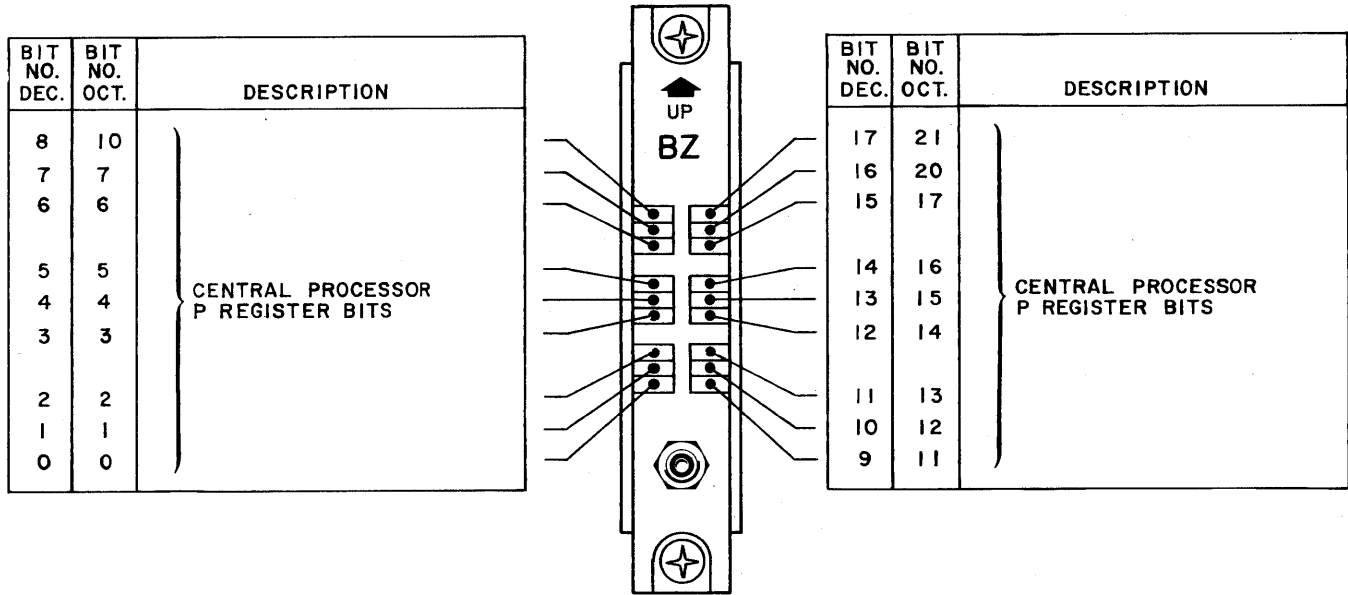 BIT NO. DEC. BIT NO. OCT. DESCRIPTION
8 10
7 7
6 6
5 5
4 4
3 3
2 2
1 1
0 0
CENTRAL PROCESSOR
P REGISTER BITS
UP
BZ
BIT NO. DEC. BIT NO. OCT. DESCRIPTION
17 21
16 20
15 17
14 16
13 15
12 14
11 13
10 12
9 11
CENTRAL PROCESSOR
P REGISTER BITS